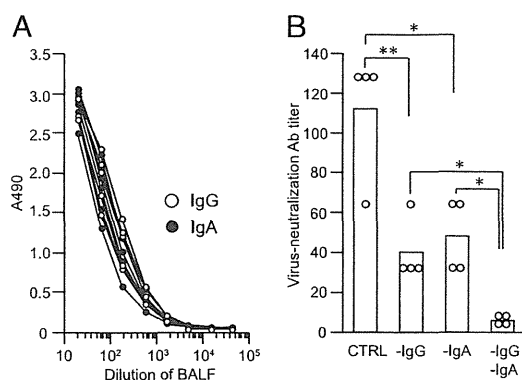 A
3.5
3.0
2.5
2.0
1.5
1.0
0.5
0
A490
10
10²
10³
10⁴
10⁵
Dilution of BALF
IgG
IgA
B
140
120
100
80
60
40
20
0
Virus-neutralization Ab titer
*
**
*
*
CTRL -IgG -IgA -IgG
-IgA